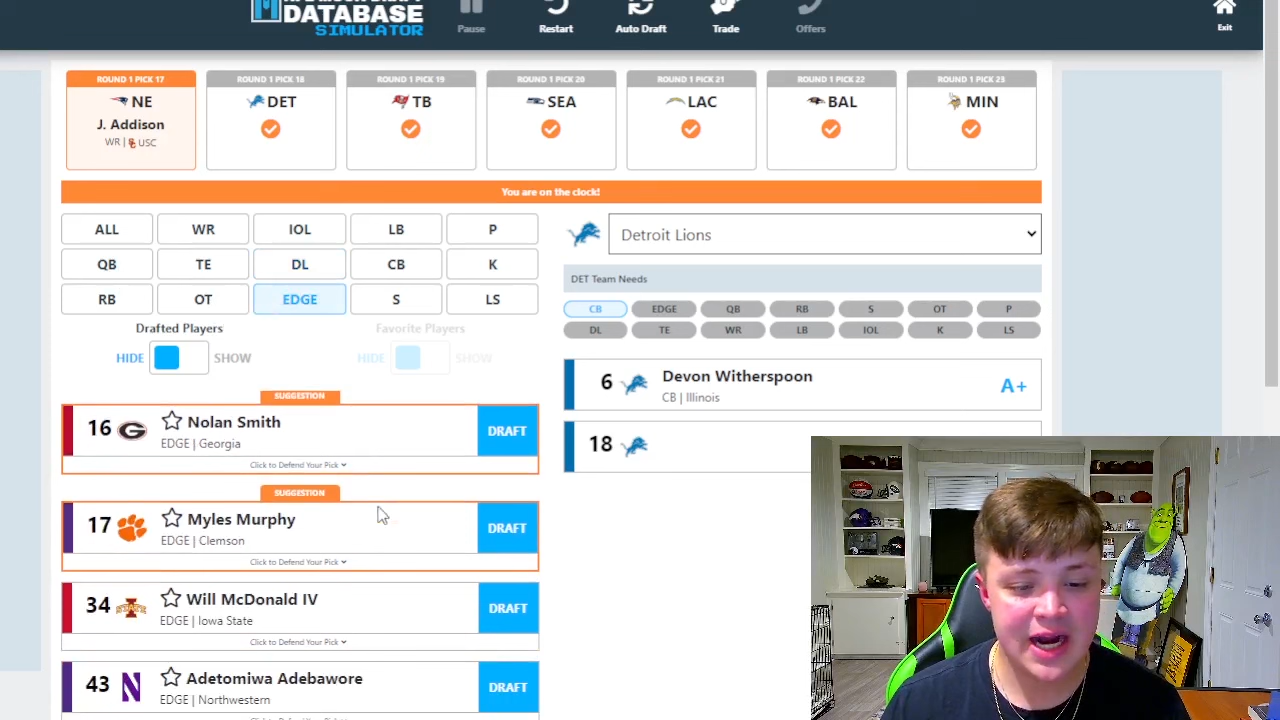 DATABASE
SIMULATOR
Pause
Restart
Auto Draft
Trade
Offers
Exit
ROUND 1 PICK 17
NE
J. Addison
WR | USC
ROUND 1 PICK 18
DET
ROUND 1 PICK 19
TB
ROUND 1 PICK 20
SEA
ROUND 1 PICK 21
LAC
ROUND 1 PICK 22
BAL
ROUND 1 PICK 23
MIN
You are on the clock!
ALL WR IOL LB P
QB TE DL CB K
RB OT EDGE S LS
Drafted Players
HIDE SHOW
Favorite Players
HIDE SHOW
SUGGESTION
16 Nolan Smith
EDGE | Georgia
DRAFT
Click to Defend Your Pick
SUGGESTION
17 Myles Murphy
EDGE | Clemson
DRAFT
Click to Defend Your Pick
34 Will McDonald IV
EDGE | Iowa State
DRAFT
Click to Defend Your Pick
43 Adetomiwa Adebawore
EDGE | Northwestern
DRAFT
Click to Defend Your Pick
Detroit Lions
DET Team Needs
CB EDGE QB RB S OT P
DL TE WR LB IOL K LS
6 Devon Witherspoon
CB | Illinois
A+
18